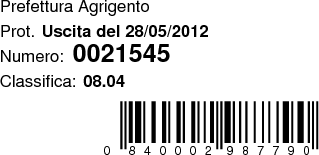 Prefettura Agrigento
Prot. Uscita del 28/05/2012
Numero: 0021545
Classifica: 08.04
0 840002 987790